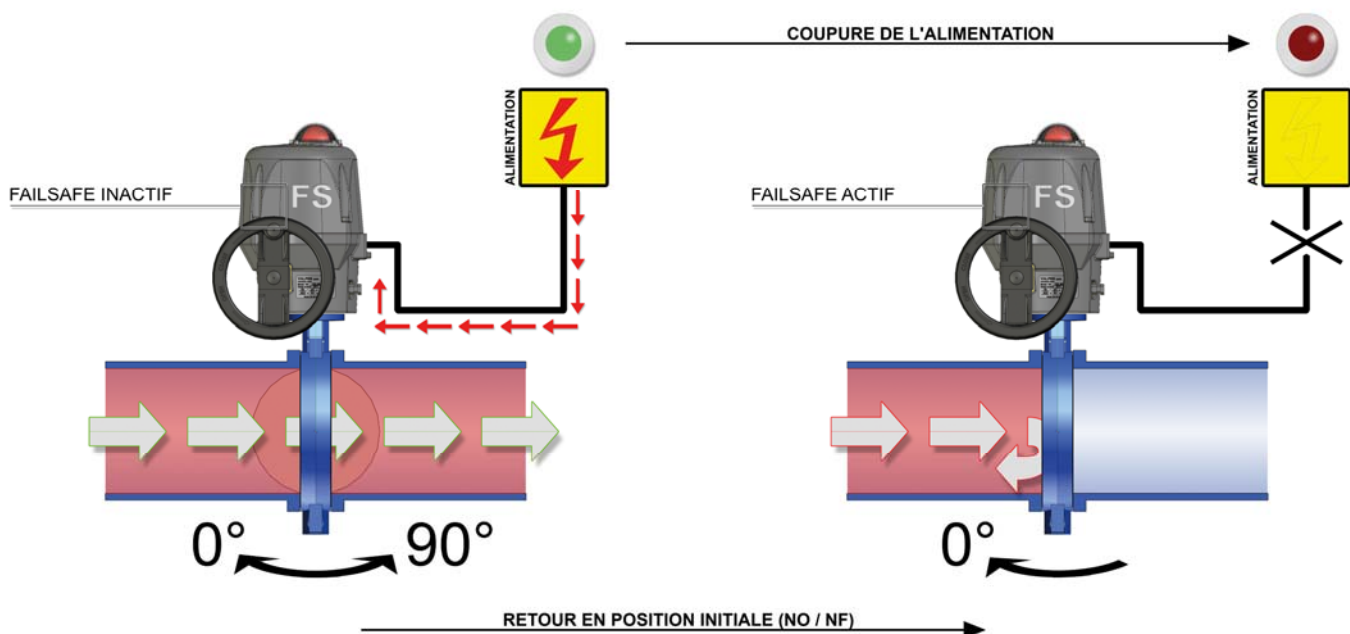 COUPURE DE L'ALIMENTATION
ALIMENTATION
ALIMENTATION
FAILSAFE INACTIF
FS
FAILSAFE ACTIF
FS
0°
90°
0°
RETOUR EN POSITION INITIALE (NO / NF)